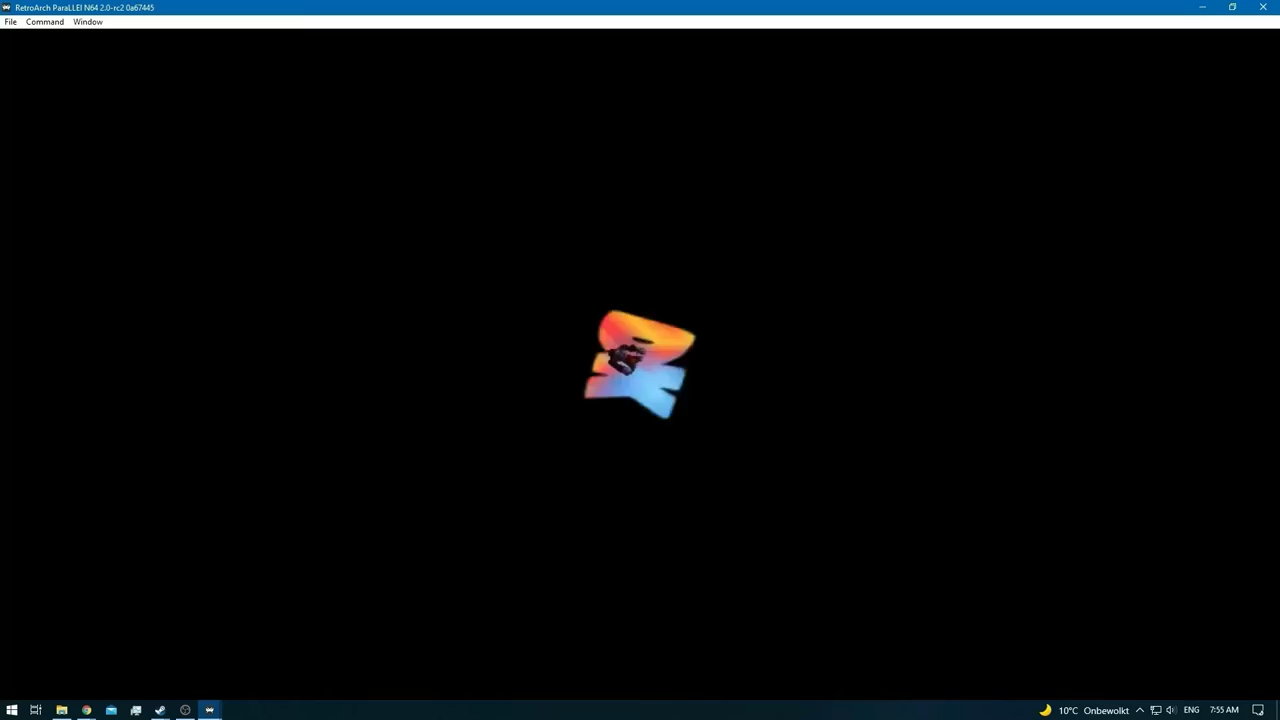 RetroArch ParaLLEl N64 2.0-rc2 0a67445
File Command Window
10°C Onbewolkt ENG 7:55 AM